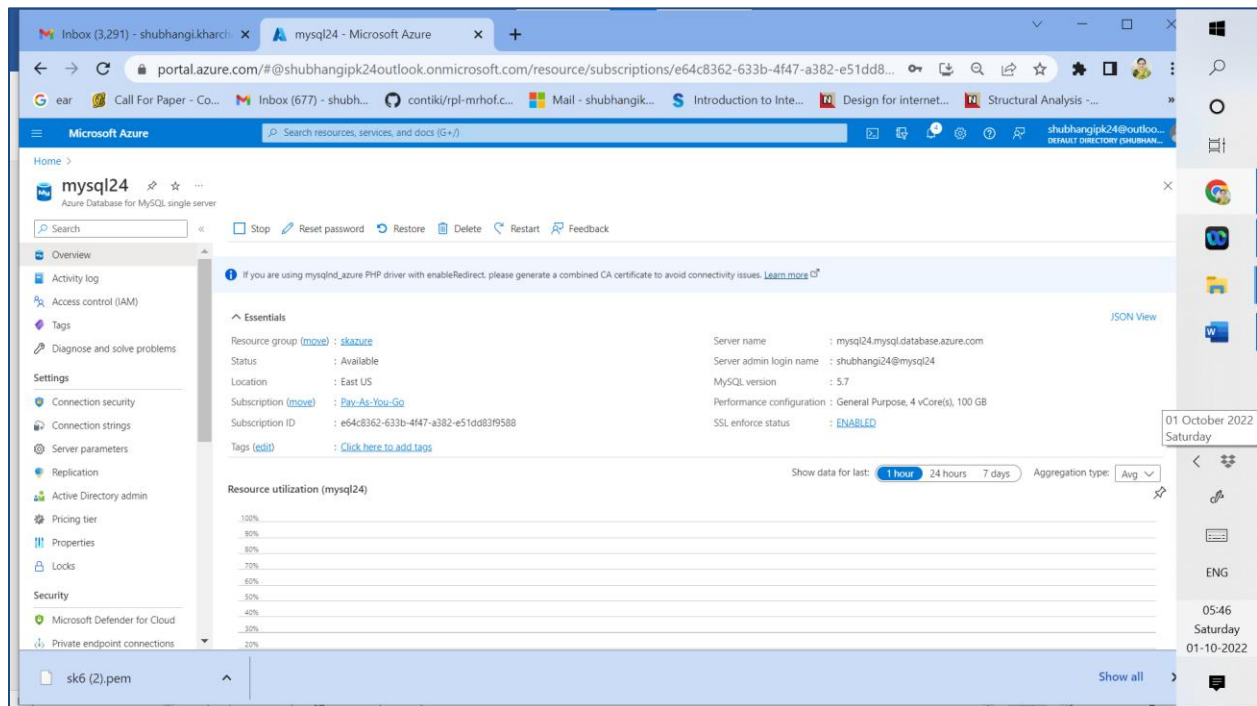 Inbox (3,291) - shubhangi.kharch
mysql24 - Microsoft Azure
portal.azure.com/#@shubhangipk24outlook.onmicrosoft.com/resource/subscriptions/e64c8362-633b-4f47-a382-e51dd8...
ear
Call For Paper - Co...
Inbox (677) - shubh...
contiki/rpl-mrhof.c...
Mail - shubhangik...
Introduction to Inte...
Design for internet...
Structural Analysis -...
»
Microsoft Azure
Search resources, services, and docs (G+/)
4
shubhangipk24@outloo...
DEFAULT DIRECTORY (SHUBHAN...
Home >
mysql24
Azure Database for MySQL single server
Search
«
Stop
Reset password
Restore
Delete
Restart
Feedback
Overview
Activity log
Access control (IAM)
Tags
Diagnose and solve problems
Settings
Connection security
Connection strings
Server parameters
Replication
Active Directory admin
Pricing tier
Properties
Locks
Security
Microsoft Defender for Cloud
Private endpoint connections
If you are using mysqlnd_azure PHP driver with enableRedirect. please generate a combined CA certificate to avoid connectivity issues. Learn more
Essentials
JSON View
Resource group (move) : skazure
Status : Available
Location : East US
Subscription (move) : Pay-As-You-Go
Subscription ID : e64c8362-633b-4f47-a382-e51dd83f9588
Tags (edit) : Click here to add tags
Server name : mysql24.mysql.database.azure.com
Server admin login name : shubhangi24@mysql24
MySQL version : 5.7
Performance configuration : General Purpose, 4 vCore(s), 100 GB
SSL enforce status : ENABLED
Show data for last: 1 hour 24 hours 7 days
Aggregation type: Avg
Resource utilization (mysql24)
100%
90%
80%
70%
60%
50%
40%
30%
20%
sk6 (2).pem
Show all
01 October 2022
Saturday
ENG
05:46
Saturday
01-10-2022